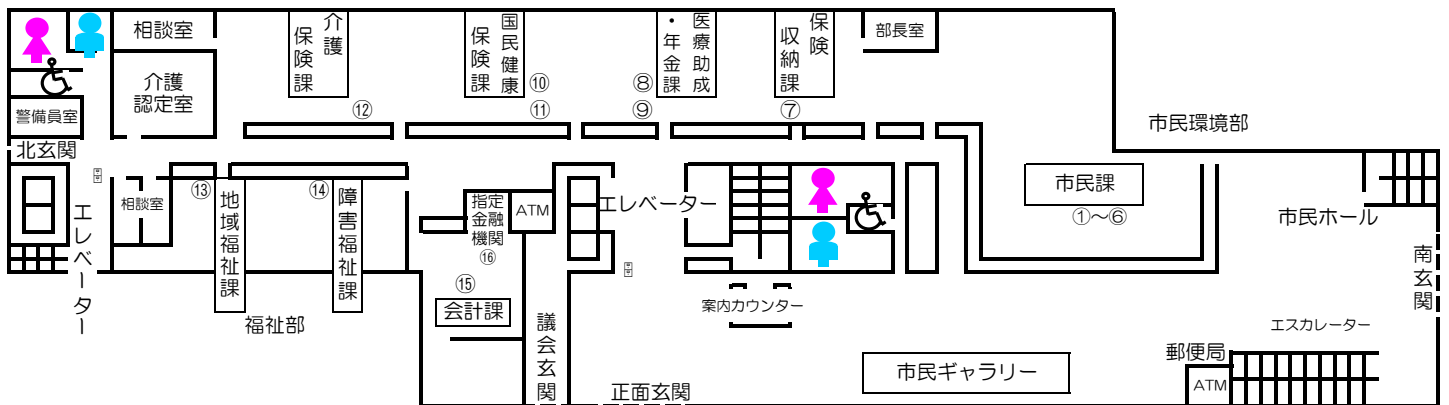 相談室
介護
保険課
国民健康
保険課
医療助成
・年金課
保険
収納課
部長室
介護
認定室
⑩
⑧
警備員室
⑫
⑪
⑨
⑦
市民環境部
北玄関
相談室
エレベーター
⑬
地域福祉課
⑭
障害福祉課
指定
金融
機関
⑯
ATM
エレベーター
市民課
①～⑥
市民ホール
南玄関
⑮
会計課
福祉部
議会玄関
案内カウンター
エスカレーター
郵便局
ATM
市民ギャラリー
正面玄関